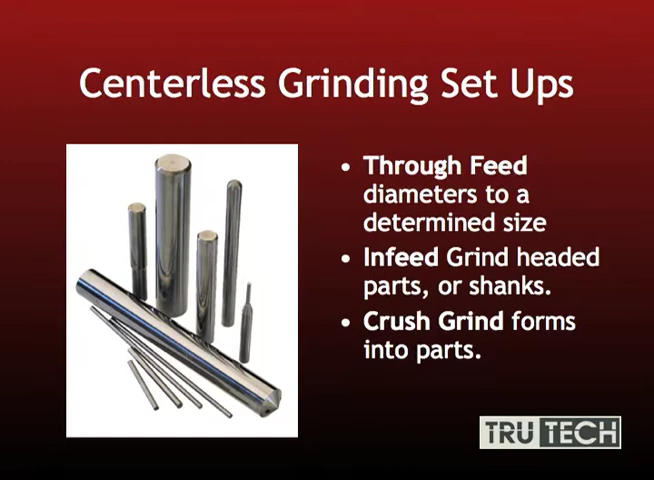 Centerless Grinding Set Ups
• Through Feed
diameters to a
determined size
• Infeed Grind headed
parts, or shanks.
• Crush Grind forms
into parts.
TRU TECH